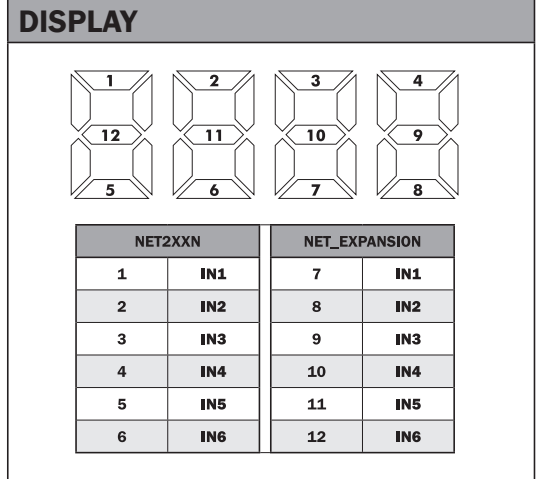 DISPLAY
1 2 3 4
12 11 10 9
5 6 7 8
NET2XXN NET_EXPANSION
1 IN1 7 IN1
2 IN2 8 IN2
3 IN3 9 IN3
4 IN4 10 IN4
5 IN5 11 IN5
6 IN6 12 IN6